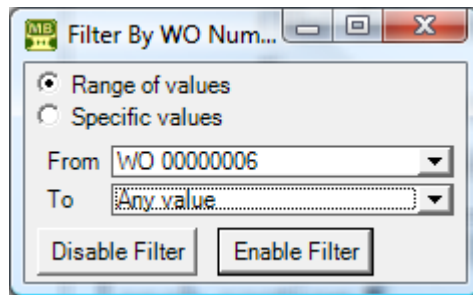 MB
Filter By WO Num...
Range of values
Specific values
From WO 00000006
To Any value
Disable Filter Enable Filter